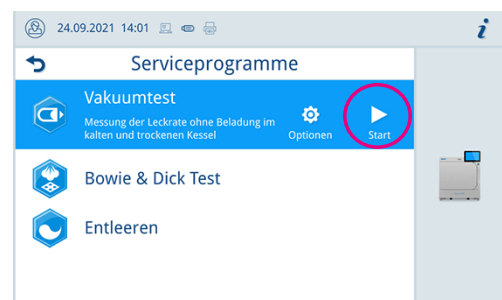 24.09.2021 14:01
i
Serviceprogramme
Vakuumtest
Messung der Leckrate ohne Beladung im
kalten und trockenen Kessel
Optionen
Start
Bowie & Dick Test
Entleeren